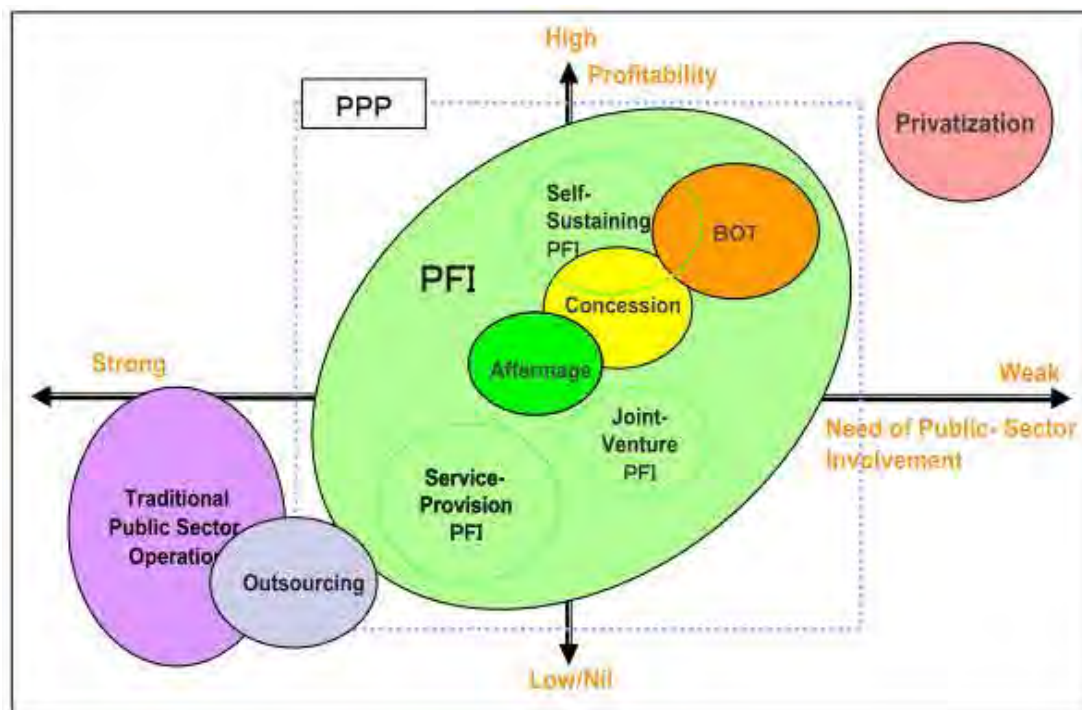 High
Profitability
PPP
Privatization
Self-
Sustaining
PFI
BOT
PFI
Concession
Affermage
Strong
Weak
Joint-
Venture
PFI
Need of Public- Sector
Involvement
Service-
Provision
PFI
Traditional
Public Sector
Operation
Outsourcing
Low/Nil